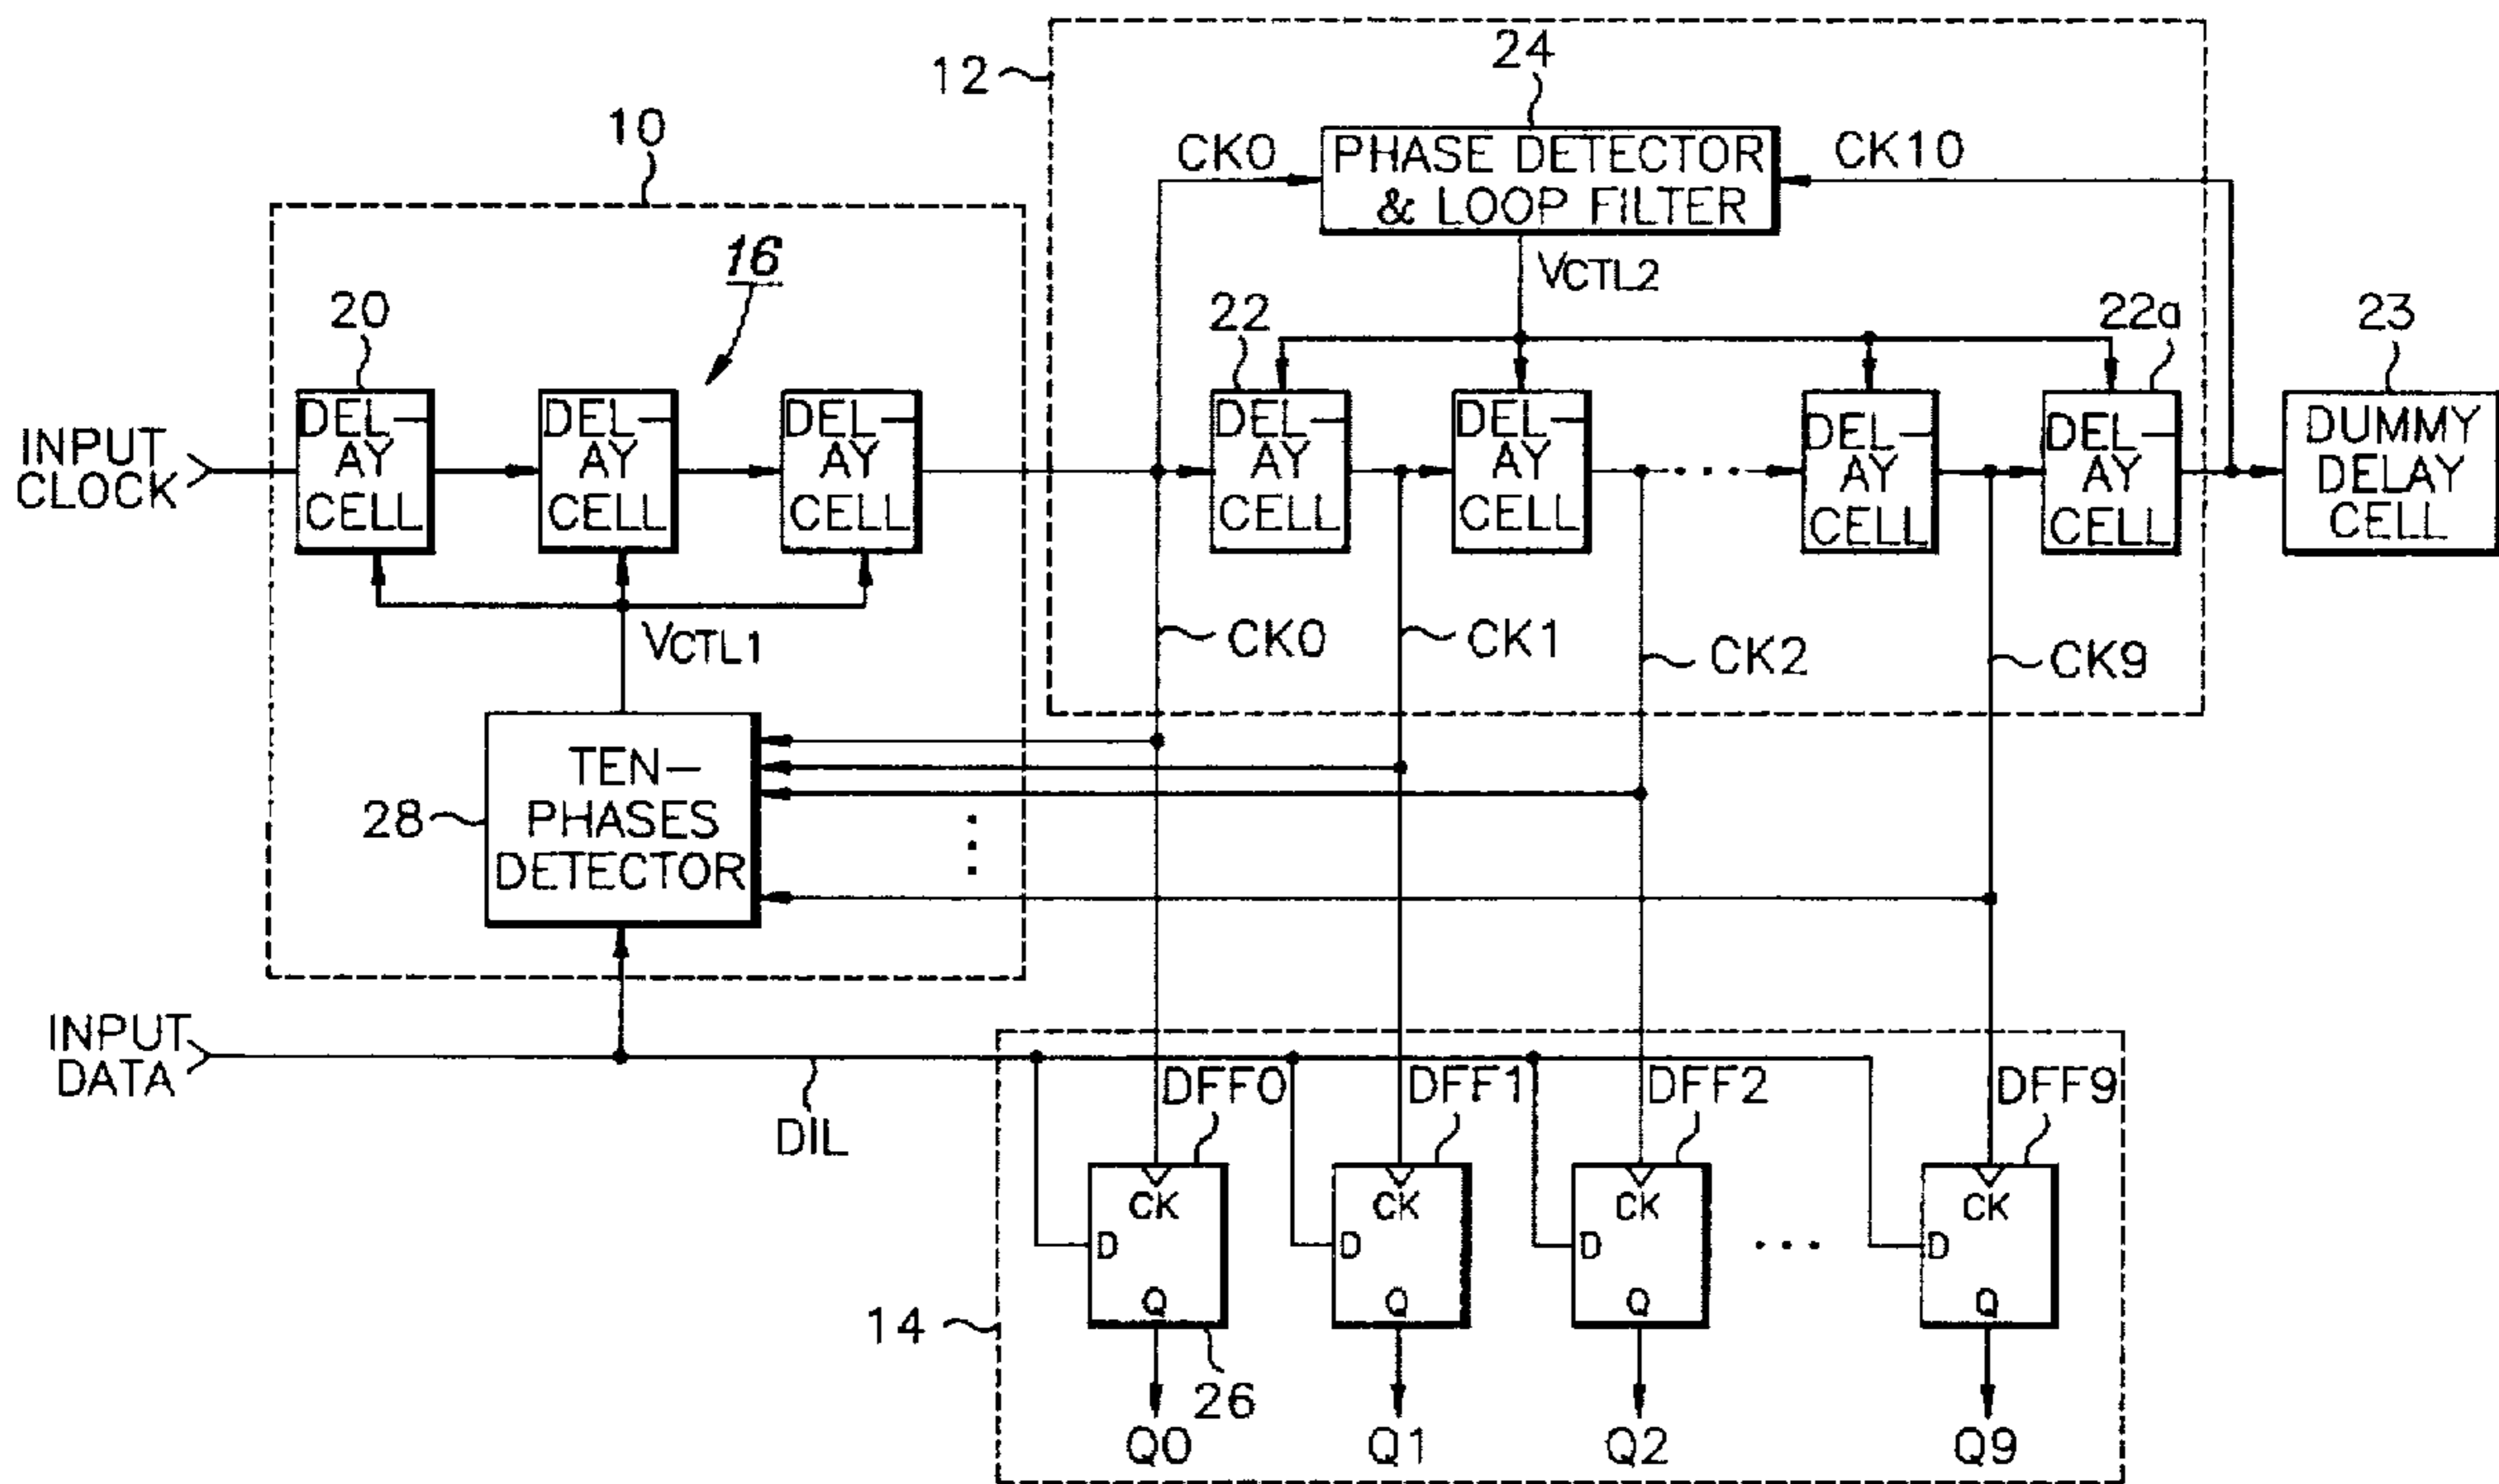 12
24
10
CK0
PHASE DETECTOR
& LOOP FILTER
CK10
16
VCTL2
20
22
22a
23
INPUT
CLOCK
DEL-
AY
CELL
DEL-
AY
CELL
DEL-
AY
CELL
DEL-
AY
CELL
DEL-
AY
CELL
DEL-
AY
CELL
DEL-
AY
CELL
DUMMY
DELAY
CELL
VCTL1
CK0
CK1
CK2
CK9
28
TEN-
PHASES
DETECTOR
INPUT
DATA
DIL
DFF0
DFF1
DFF2
DFF9
CK
D
Q
CK
D
Q
CK
D
Q
...
CK
D
Q
14
26
Q0
Q1
Q2
Q9